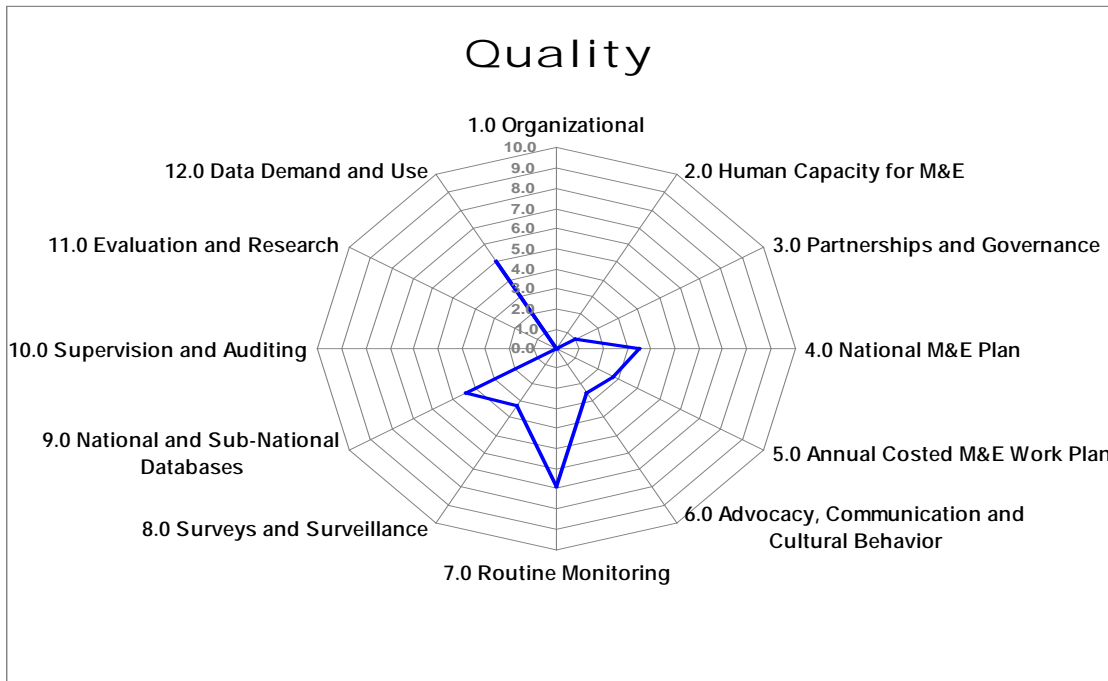 Quality
1.0 Organizational
2.0 Human Capacity for M&E
3.0 Partnerships and Governance
4.0 National M&E Plan
5.0 Annual Costed M&E Work Plan
6.0 Advocacy, Communication and
Cultural Behavior
7.0 Routine Monitoring
8.0 Surveys and Surveillance
9.0 National and Sub-National
Databases
10.0 Supervision and Auditing
11.0 Evaluation and Research
12.0 Data Demand and Use
10.0
9.0
8.0
7.0
6.0
5.0
4.0
3.0
2.0
1.0
0.0